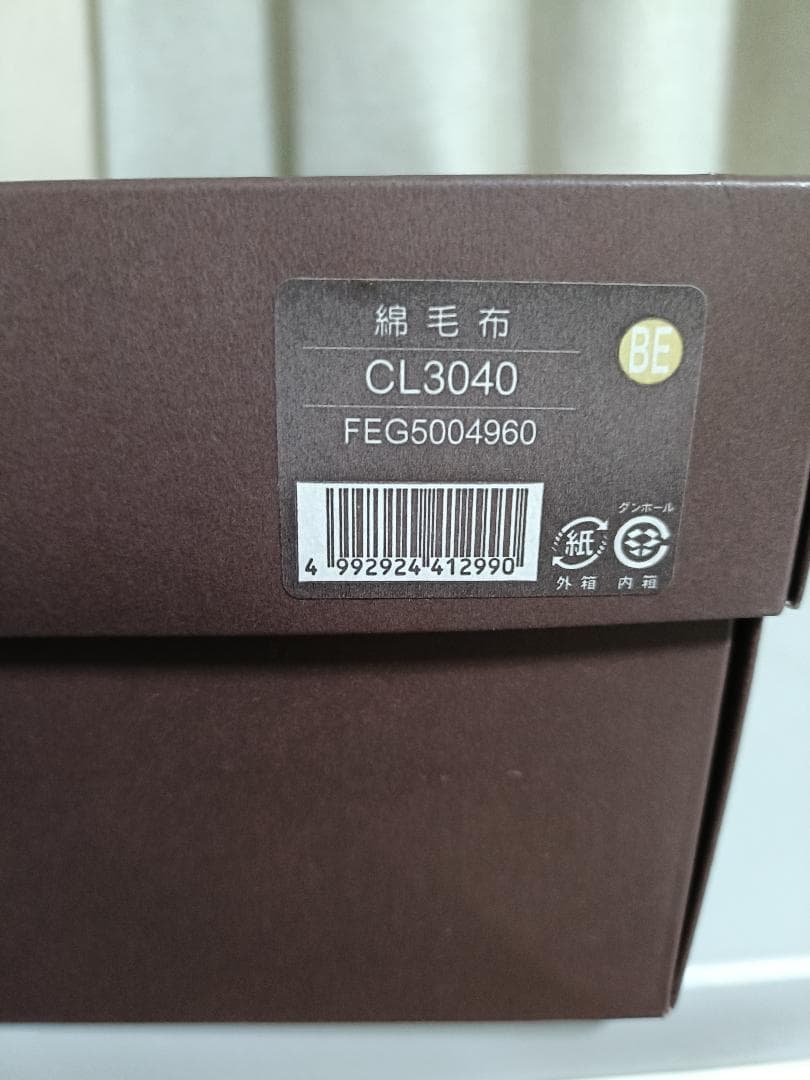 綿毛布
BE
CL3040
FEG5004960
4 992924 412990
ダンボール
紙
外箱 内箱